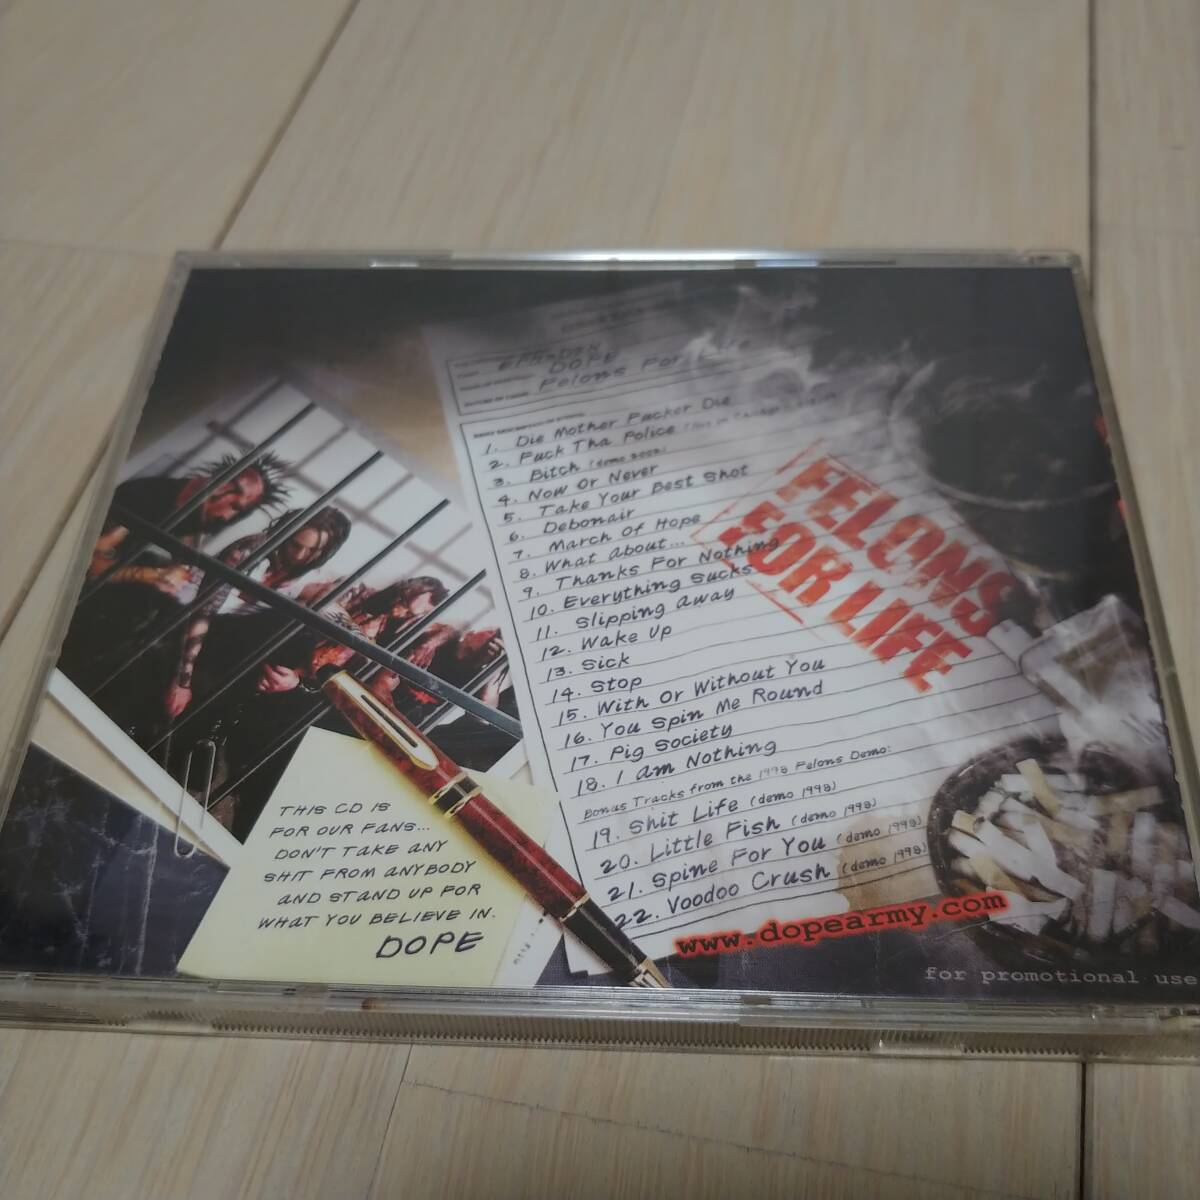 DOPE
Felons For Life
1. Die Mother Fucker Die
2. Fuck Tha Police
3. Bitch (demo 2002)
4. Now Or Never
5. Take Your Best Shot
6. Debonair
7. March Of Hope
8. What About...
9. Thanks For Nothing
10. Everything Sucks
11. Slipping Away
12. Wake Up
13. Sick
14. Stop
15. With Or Without You
16. You Spin Me Round
17. Pig Society
18. I Am Nothing
Bonus Tracks from the 1998 Felons Demo:
19. Shit Life (demo 1998)
20. Little Fish (demo 1998)
21. Spine For You (demo 1998)
22. Voodoo Crush (demo 1998)
FELONS
FOR LIFE
THIS CD IS
FOR OUR FANS...
DON'T TAKE ANY
SHIT FROM ANYBODY
AND STAND UP FOR
WHAT YOU BELIEVE IN.
DOPE
www.dopearmy.com
for promotional use